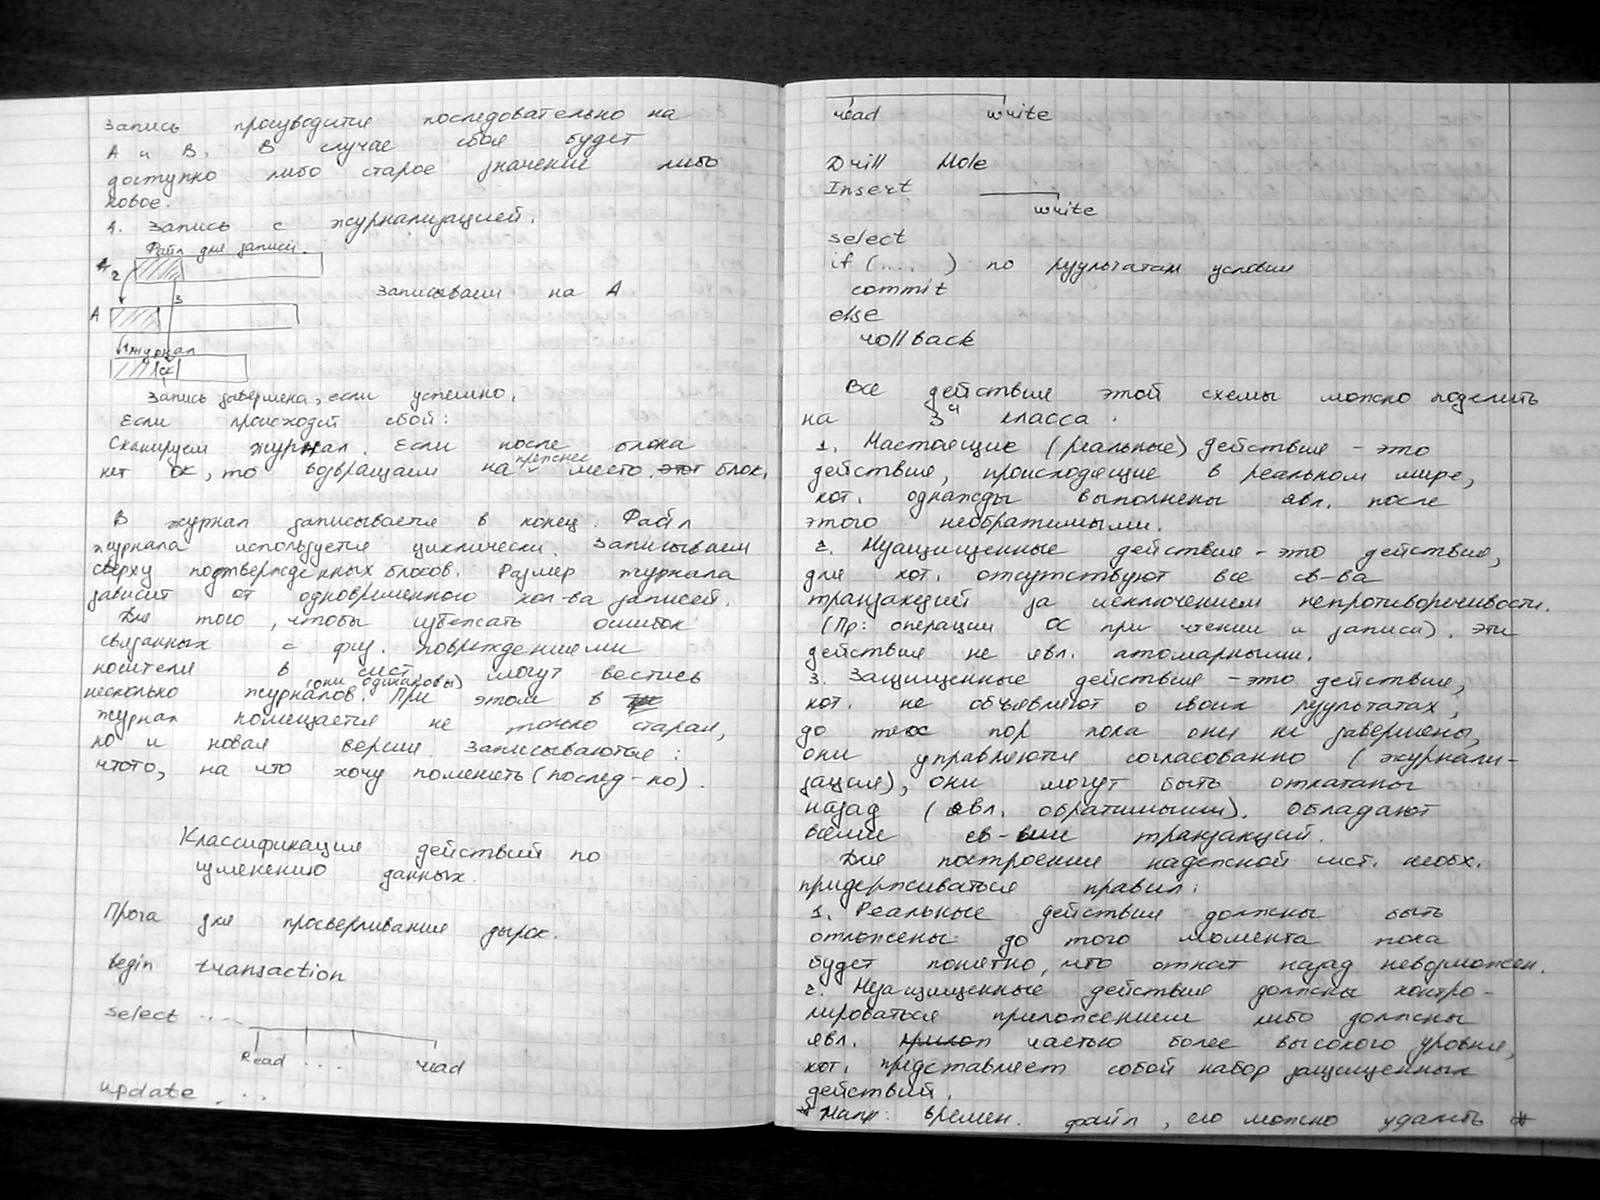 Запись производится последовательно на
А и В. В случае сбоя будет
доступно либо старое значение либо
новое.
4. Запись с журнализацией.
Файл для записи.
А
2
3
Записываем на А
А
1 журнал
ок
Запись завершена, если успешно.
Если происходит сбой:
Сканируем журнал. Если после блока
нет ок, то возвращаем на прежнее место этот блок.
В журнал записывается в конец. Файл
журнала используется циклически. Записываем
сверху подтвержденных блоков. Размер журнала
зависит от одновременного кол-ва записей.
Для того, чтобы избежать ошибок
связанных с физ. повреждениями
носителя в сист. могут вестись
несколько журналов (они одинаковы). При этом в
журнал помещается не только старая,
но и новая версия записываются:
чтото, на что хочу поменять (послед-но).
Классификация действий по
изменению данных.
Прога для просверливания дырок.
Begin transaction
select ....
Read .... read
update ...
read write
Drill Hole
Insert
write
select
if (.... ) по результатам условия
commit
else
rollback
Все действия этой схемы можно поделить
на 3 класса.
1. Настоящие (реальные) действия - это
действия, происходящие в реальном мире,
кот. однажды выполнены явл. после
этого необратимыми.
2. Незащищенные действия - это действия,
для кот. отсутствуют все св-ва
транзакций за исключением непротиворечивости.
(Пр: операции ОС при чтении и записи). Эти
действия не явл. атомарными.
3. Защищенные действия - это действия,
кот. не объявляют о своих результатах,
до тех пор пока они не завершены,
они управляются согласованно (журнали-
зация), они могут быть откатаны
назад (явл. обратимыми). Обладают
всеми св-вами транзакций.
Для построения надежной сист. необх.
придерживаться правил:
1. Реальные действия должны быть
отложены до того момента пока
будет понятно, что откат назад невозможен.
2. Незащищенные действия должны контро-
лироваться приложением либо должны
явл. частью более высокого уровня,
кот. представляет собой набор защищенных
действий.
* Напр: времен. файл, его можно удалить *